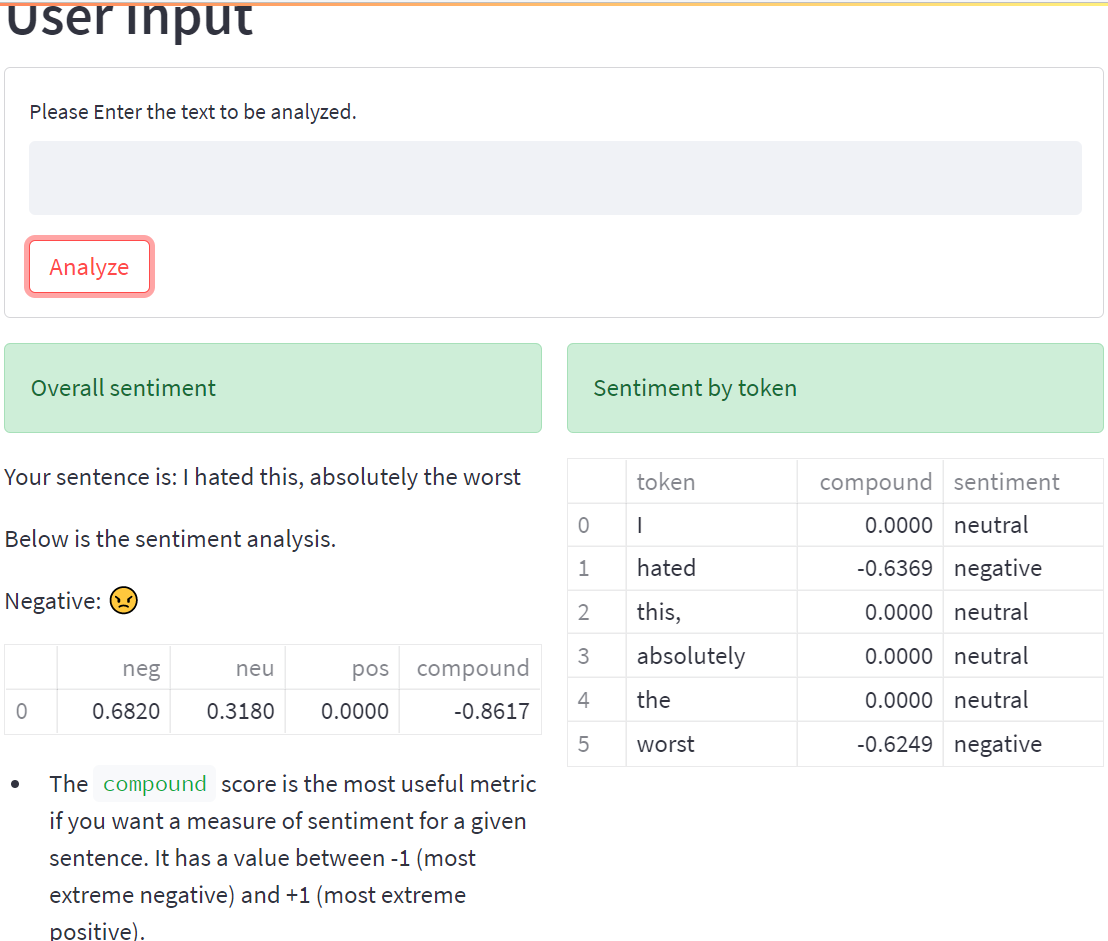 User Input
Please Enter the text to be analyzed.
Analyze
Overall sentiment
Your sentence is: I hated this, absolutely the worst
Below is the sentiment analysis.
Negative: 😠
neg neu pos compound
0 0.6820 0.3180 0.0000 -0.8617
The compound score is the most useful metric
if you want a measure of sentiment for a given
sentence. It has a value between -1 (most
extreme negative) and +1 (most extreme
positive).
Sentiment by token
token compound sentiment
0 I 0.0000 neutral
1 hated -0.6369 negative
2 this, 0.0000 neutral
3 absolutely 0.0000 neutral
4 the 0.0000 neutral
5 worst -0.6249 negative